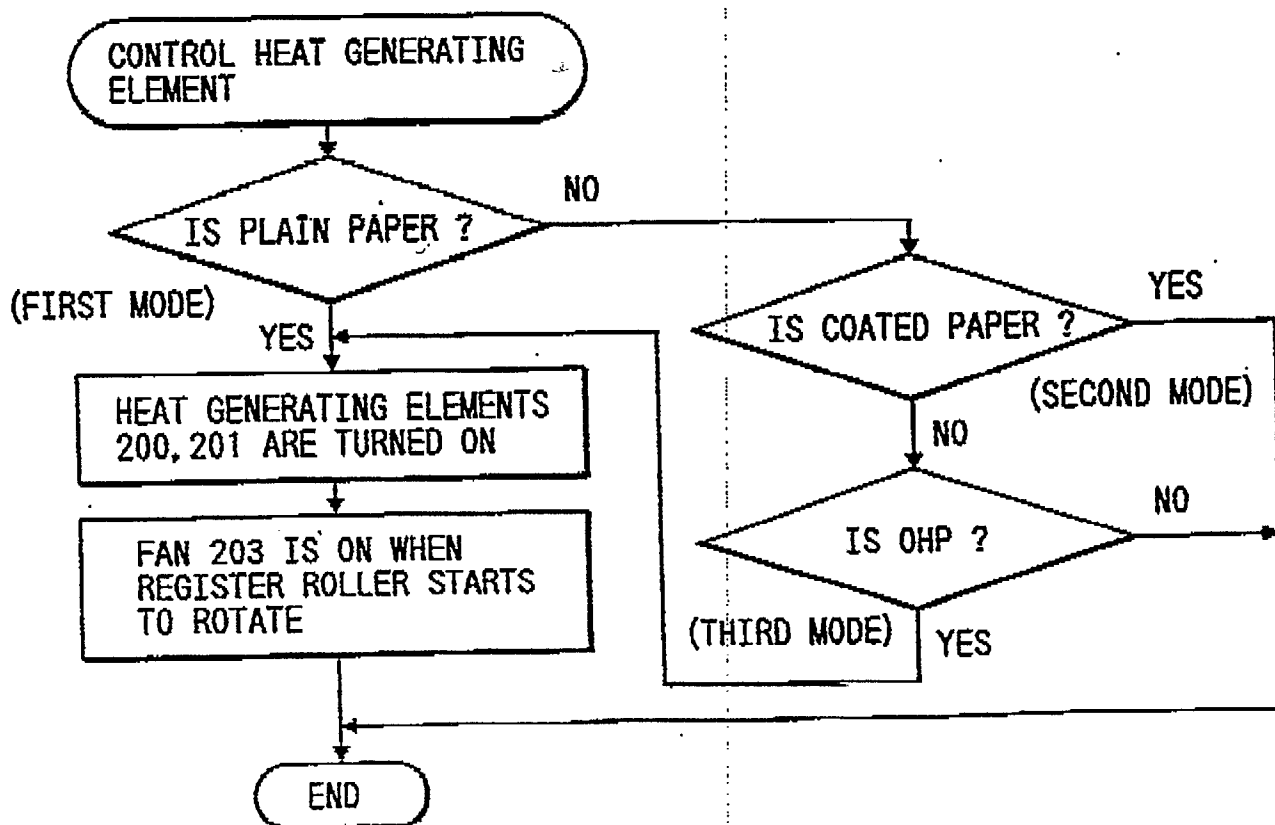 CONTROL HEAT GENERATING
ELEMENT
IS PLAIN PAPER ?
NO
(FIRST MODE)
YES
HEAT GENERATING ELEMENTS
200, 201 ARE TURNED ON
FAN 203 IS ON WHEN
REGISTER ROLLER STARTS
TO ROTATE
IS COATED PAPER ?
YES
(SECOND MODE)
NO
IS OHP ?
NO
(THIRD MODE)
YES
END